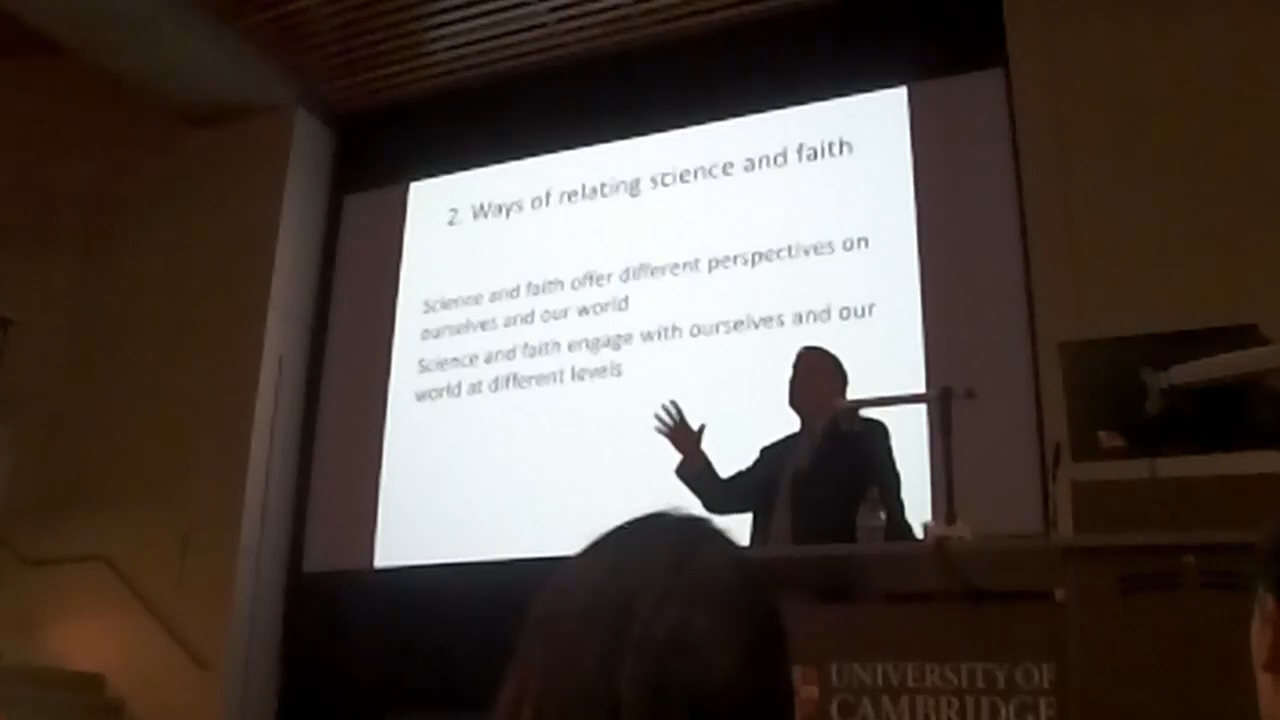 2. Ways of relating science and faith
Science and faith offer different perspectives on
ourselves and our world
Science and faith engage with ourselves and our
world at different levels
UNIVERSITY OF
CAMBRIDGE